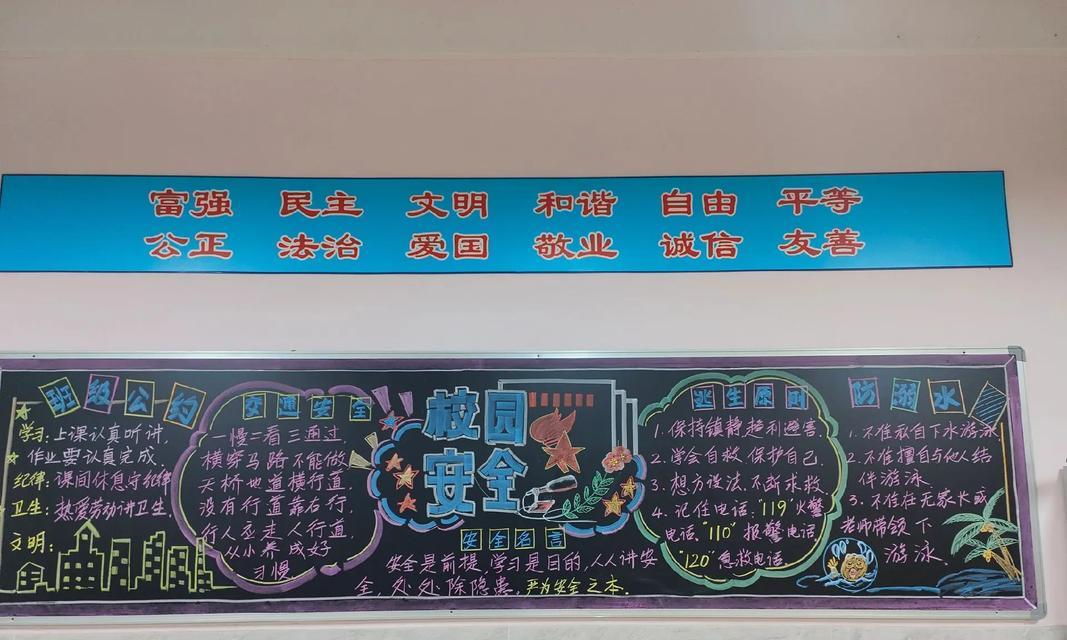 富强 民主 文明 和谐 自由 平等
公正 法治 爱国 敬业 诚信 友善
班级公约
学习：上课认真听讲，
作业要认真完成
纪律：课间休息守纪律
卫生：热爱劳动讲卫生
文明：
交通安全
一慢二看三通过，
横穿马路不能做
天桥地道横行道
没有行道靠右行，
行人走人行道，
从小养成好
习惯
校园
安全
安全名言
安全是前提，学习是目的，人人讲安
全，处处除隐患，严为安全之本．
逃生原则
1. 保持镇静趋利避害．
2. 学会自救 保护自己．
3. 想方设法．不断求救
4. 记住电话．"119"火警
电话．"110"报警电话．
"120"急救电话．
防溺水
1. 不准私自下水游泳
2. 不准擅自与他人结
伴游泳
3. 不准在无家长或
老师带领下
游泳．